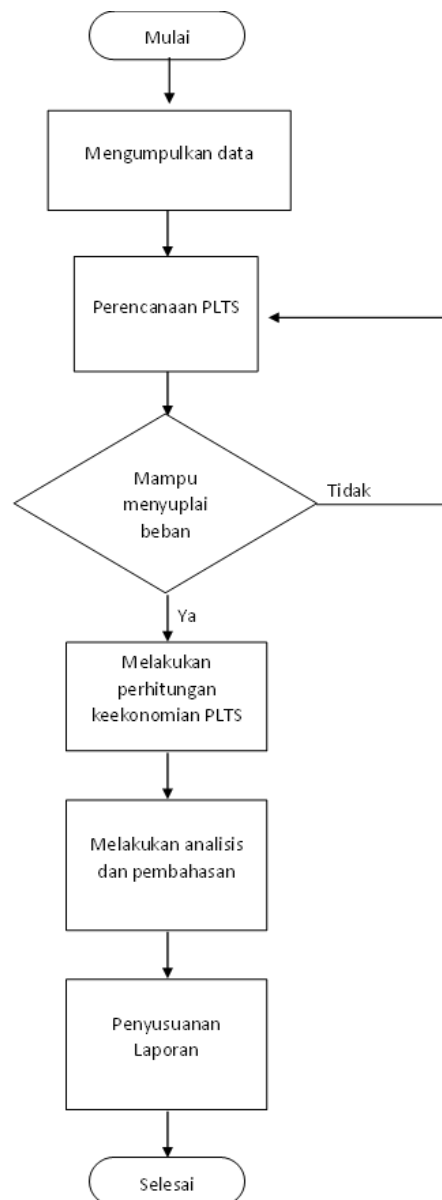 Mulai
Mengumpulkan data
Perencanaan PLTS
Mampu
menyuplai
beban
Tidak
Ya
Melakukan
perhitungan
keekonomian PLTS
Melakukan analisis
dan pembahasan
Penyusuanan
Laporan
Selesai